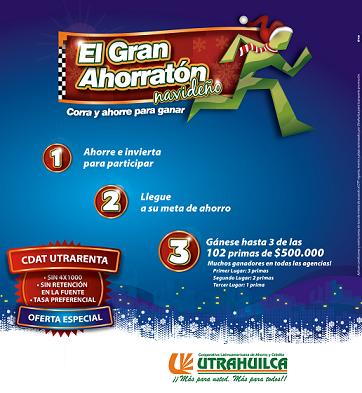 El Gran
Ahorratón
navideño
Corra y ahorre para ganar
1
Ahorre e invierta
para participar
2
Llegue
a su meta de ahorro
3
Gánese hasta 3 de las
102 primas de $500.000
Muchos ganadores en todas las agencias!
Primer Lugar: 3 primas
Segundo Lugar: 2 primas
Tercer Lugar: 1 prima
CDAT UTRARENTA
• SIN 4X1000
• SIN RETENCIÓN
EN LA FUENTE
• TASA PREFERENCIAL
OFERTA ESPECIAL
Cooperativa Latinoamericana de Ahorro y Crédito
UTRAHUILCA
¡¡Más para usted, Más para todos!!